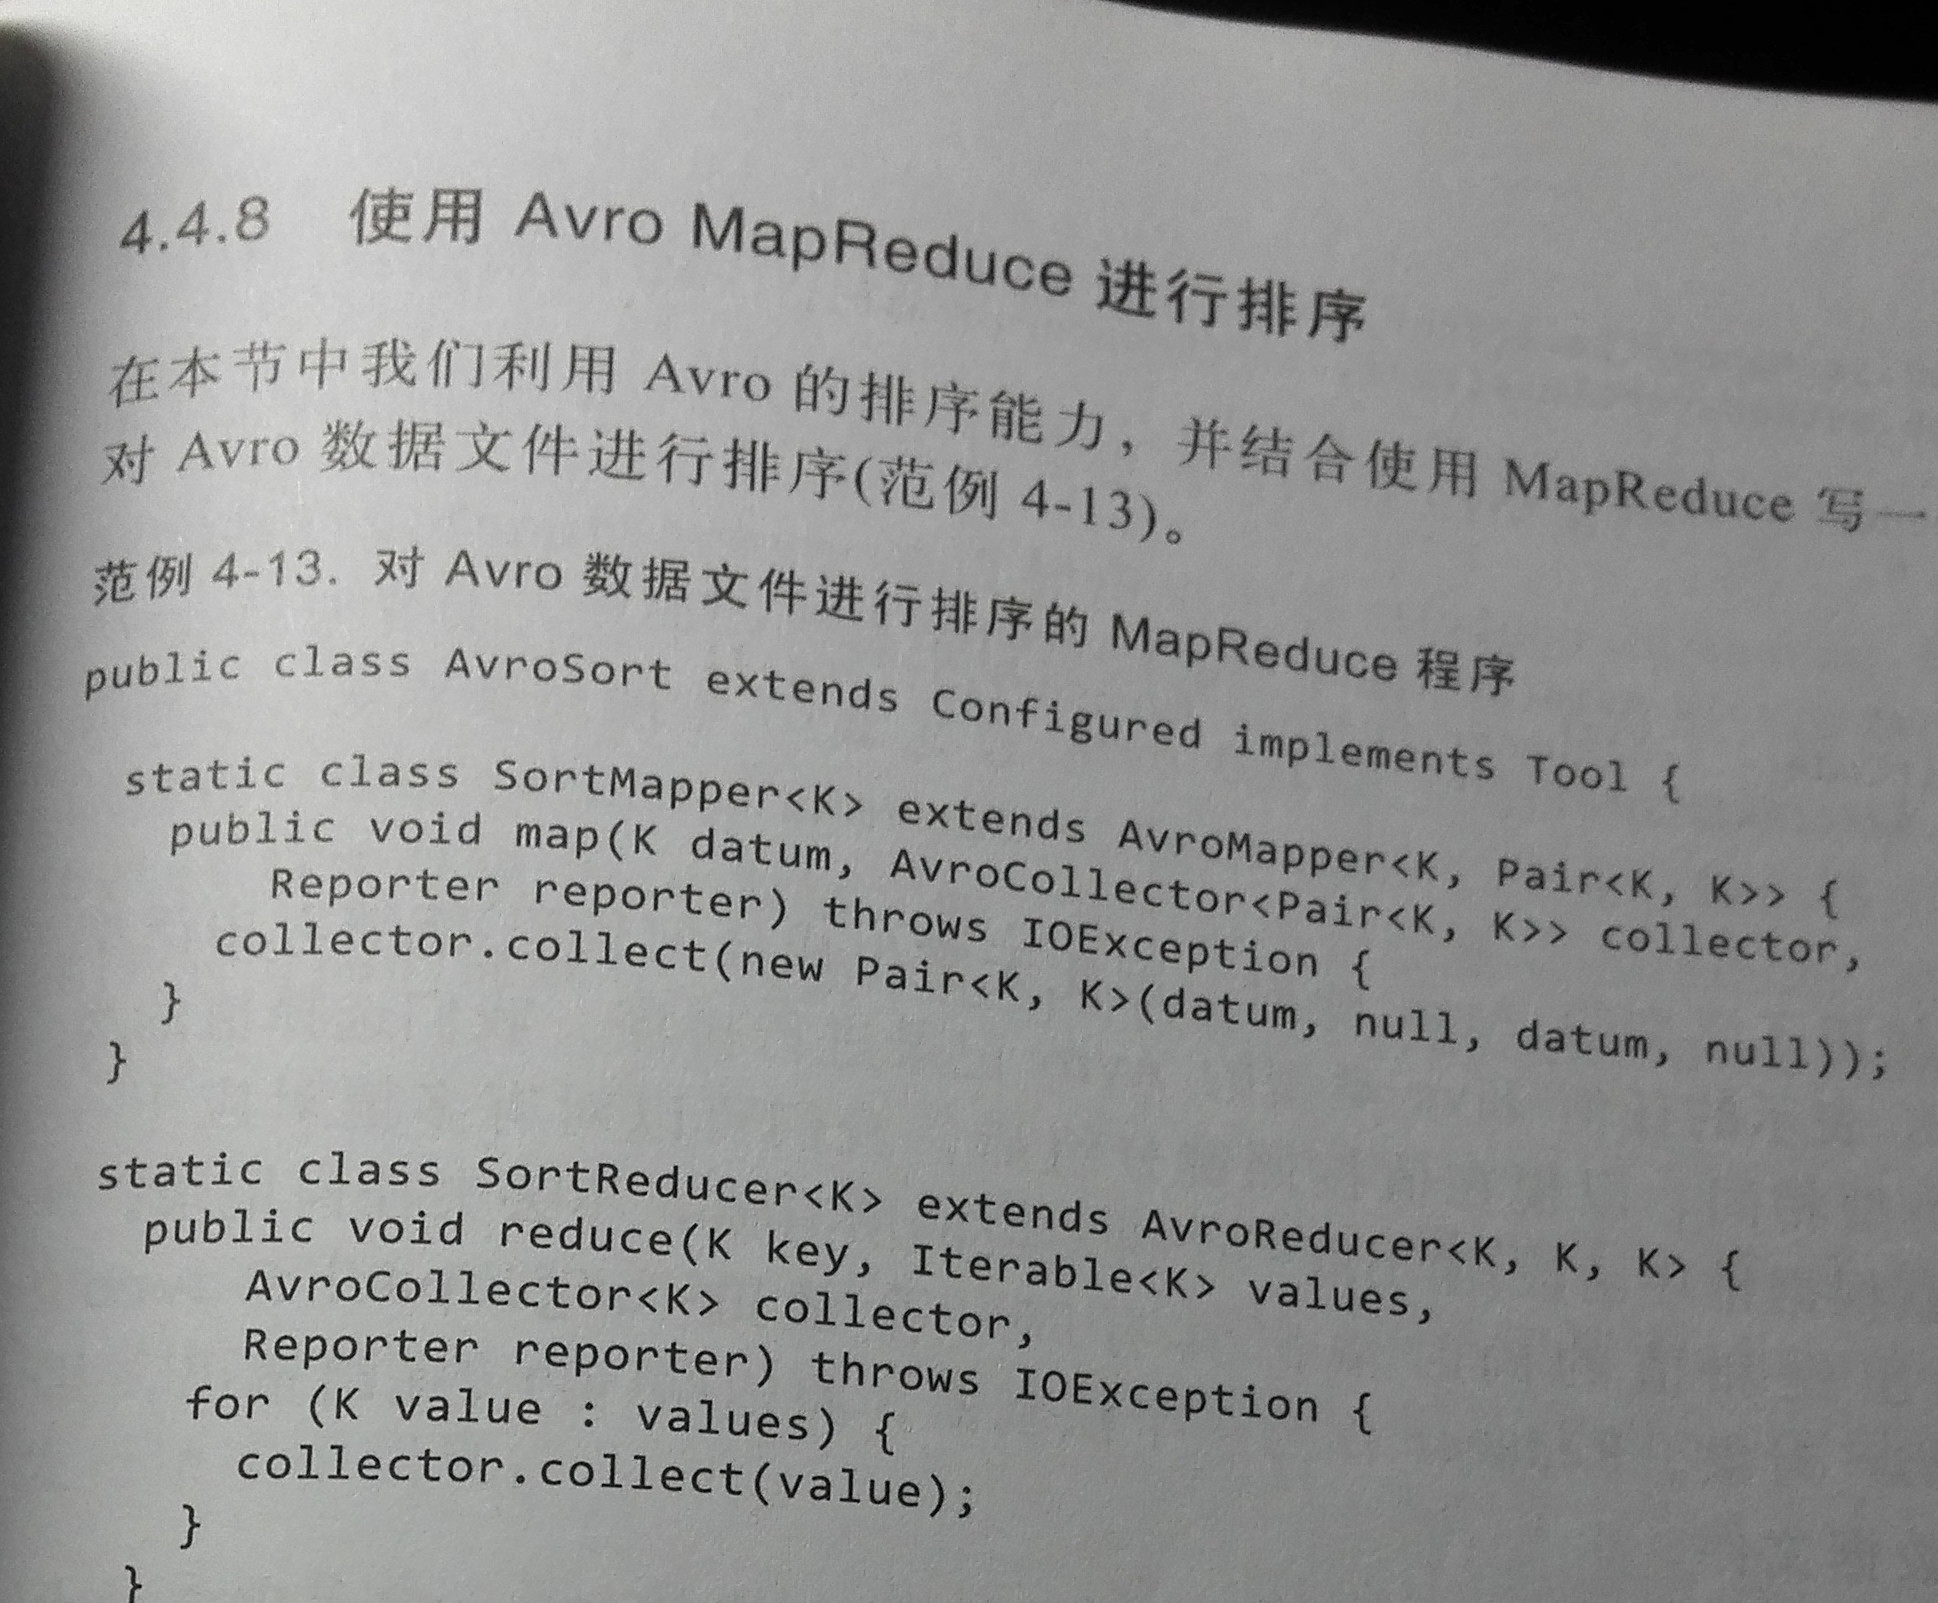 4.4.8 使用 Avro MapReduce 进行排序
在本节中我们利用 Avro 的排序能力，并结合使用 MapReduce 写一
对 Avro 数据文件进行排序(范例 4-13)。
范例 4-13. 对 Avro 数据文件进行排序的 MapReduce 程序
public class AvroSort extends Configured implements Tool {
static class SortMapper<K> extends AvroMapper<K, Pair<K, K>> {
public void map(K datum, AvroCollector<Pair<K, K>> collector,
Reporter reporter) throws IOException {
collector.collect(new Pair<K, K>(datum, null, datum, null));
}
}
static class SortReducer<K> extends AvroReducer<K, K, K> {
public void reduce(K key, Iterable<K> values,
AvroCollector<K> collector,
Reporter reporter) throws IOException {
for (K value : values) {
collector.collect(value);
}
}